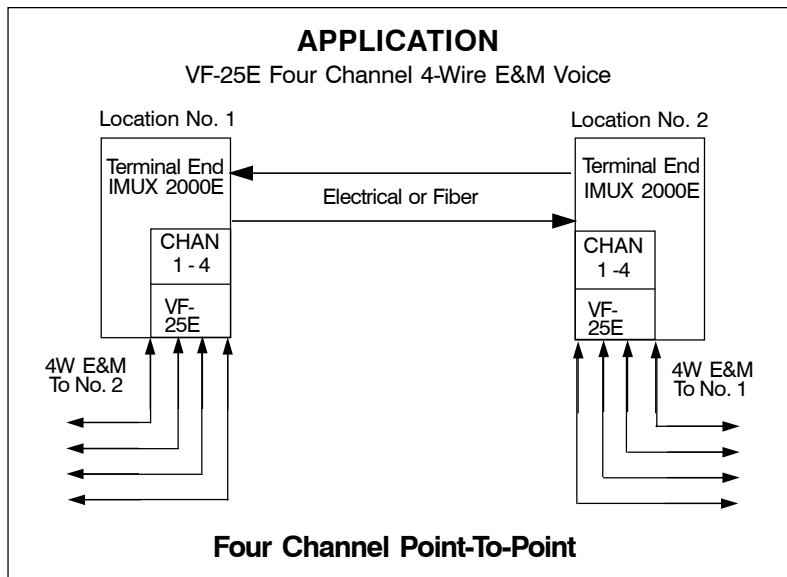 APPLICATION
VF-25E Four Channel 4-Wire E&M Voice
Location No. 1
Location No. 2
Terminal End
IMUX 2000E
Terminal End
IMUX 2000E
Electrical or Fiber
CHAN
1 - 4
CHAN
1 -4
VF-
25E
VF-
25E
4W E&M
To No. 2
4W E&M
To No. 1
Four Channel Point-To-Point